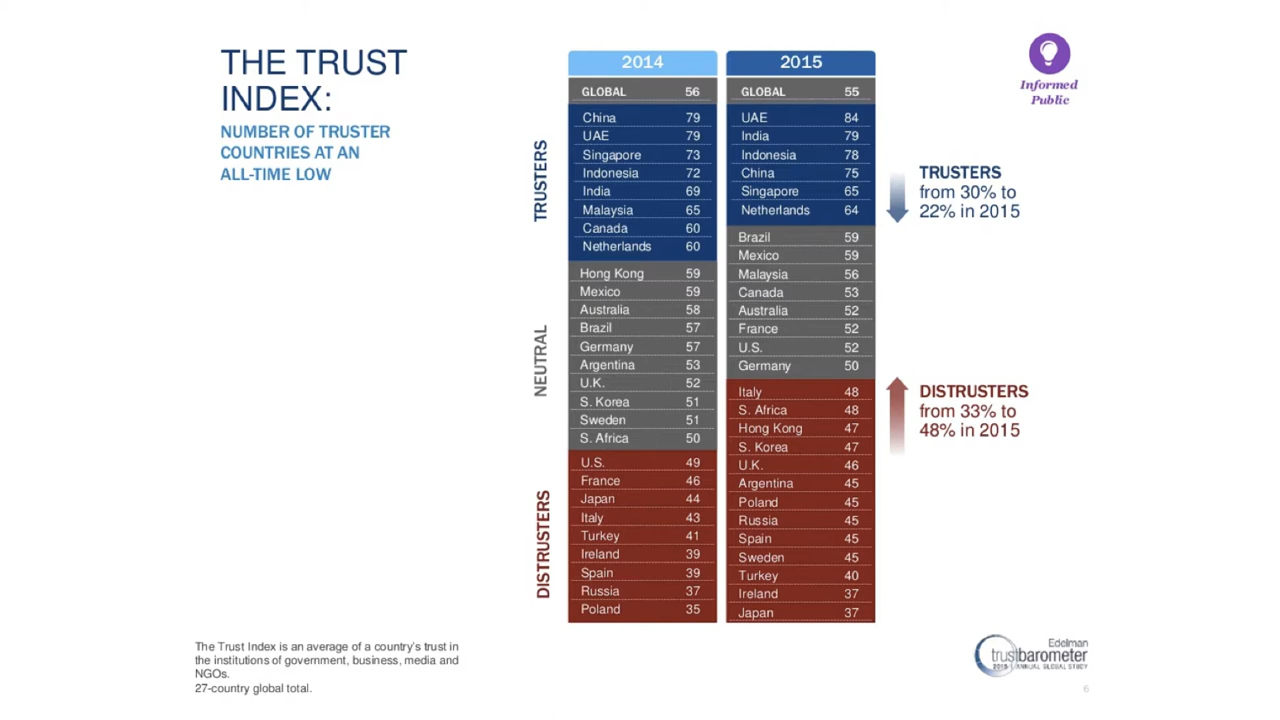 THE TRUST
INDEX:
NUMBER OF TRUSTER
COUNTRIES AT AN
ALL-TIME LOW
2014
GLOBAL 56
TRUSTERS
China 79
UAE 79
Singapore 73
Indonesia 72
India 69
Malaysia 65
Canada 60
Netherlands 60
NEUTRAL
Hong Kong 59
Mexico 59
Australia 58
Brazil 57
Germany 57
Argentina 53
U.K. 52
S. Korea 51
Sweden 51
S. Africa 50
DISTRUSTERS
U.S. 49
France 46
Japan 44
Italy 43
Turkey 41
Ireland 39
Spain 39
Russia 37
Poland 35
2015
GLOBAL 55
UAE 84
India 79
Indonesia 78
China 75
Singapore 65
Netherlands 64
Brazil 59
Mexico 59
Malaysia 56
Canada 53
Australia 52
France 52
U.S. 52
Germany 50
Italy 48
S. Africa 48
Hong Kong 47
S. Korea 47
U.K. 46
Argentina 45
Poland 45
Russia 45
Spain 45
Sweden 45
Turkey 40
Ireland 37
Japan 37
Informed
Public
TRUSTERS
from 30% to
22% in 2015
DISTRUSTERS
from 33% to
48% in 2015
The Trust Index is an average of a country's trust in
the institutions of government, business, media and
NGOs.
27-country global total.
Edelman
trustbarometer
2015 ANNUAL GLOBAL STUDY
6